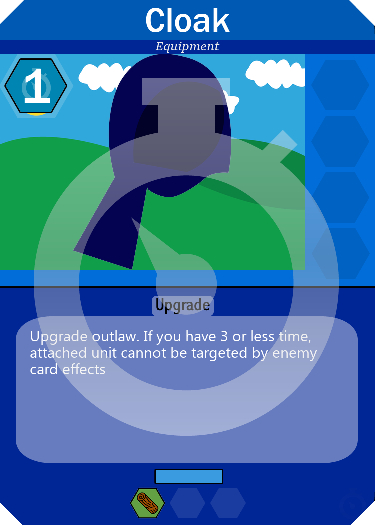 Cloak
Equipment
1
Upgrade
Upgrade outlaw. If you have 3 or less time,
attached unit cannot be targeted by enemy
card effects